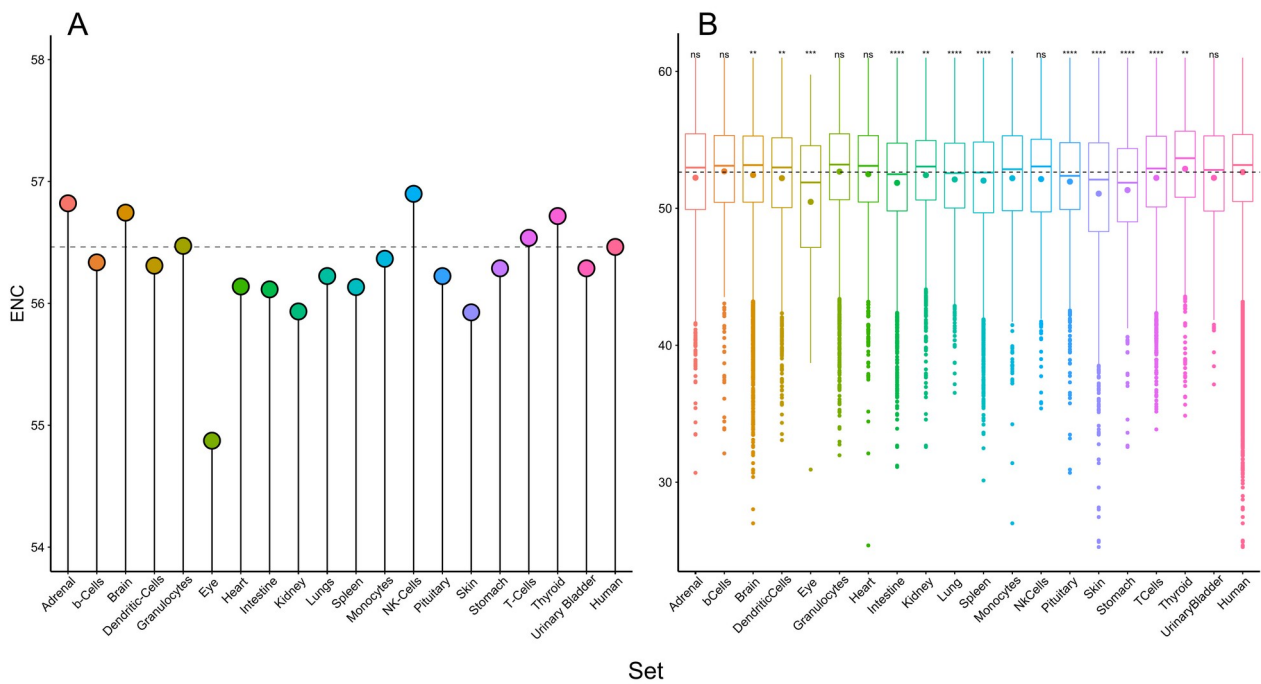 A
B
58
57
56
55
54
ENC
Adrenal
b-Cells
Brain
Dendritic-Cells
Granulocytes
Eye
Heart
Intestine
Kidney
Lungs
Spleen
Monocytes
NK-Cells
Pituitary
Skin
Stomach
T-Cells
Thyroid
Urinary Bladder
Human
ns
ns
**
**
***
ns
ns
****
**
****
****
*
ns
****
****
****
****
**
ns
60
50
40
30
Adrenal
bCells
Brain
DendriticCells
Eye
Granulocytes
Heart
Intestine
Kidney
Lung
Spleen
Monocytes
NkCells
Pituitary
Skin
Stomach
TCells
Thyroid
UrinaryBladder
Human
Set